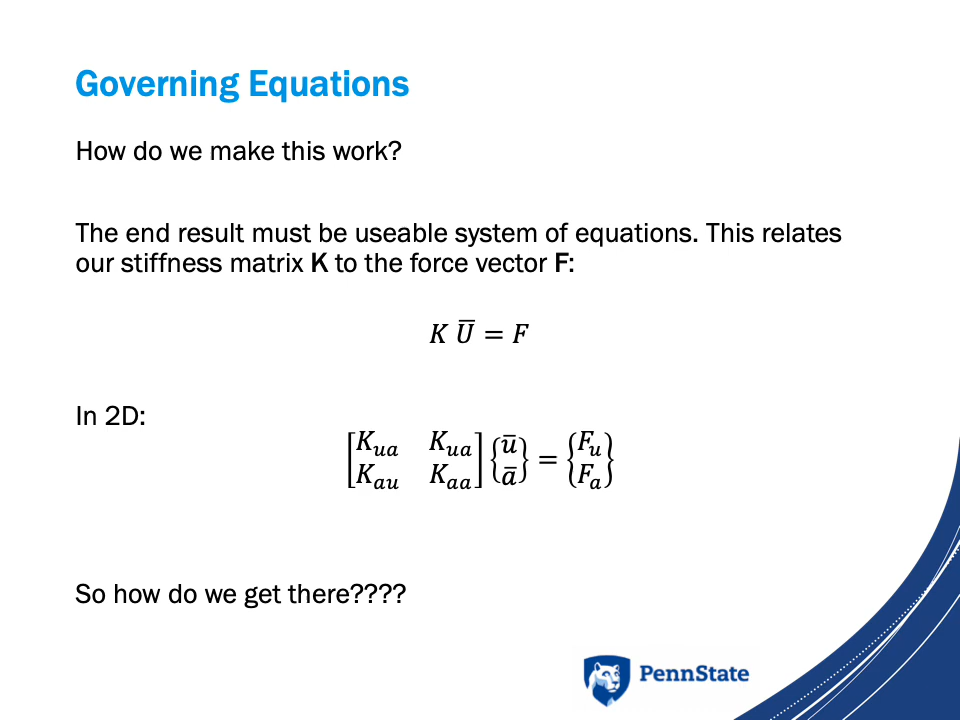 Governing Equations
How do we make this work?
The end result must be useable system of equations. This relates
our stiffness matrix K to the force vector F:
K U̅ = F
In 2D:
[K_ua K_ua; K_au K_aa] {u̅; a̅} = {F_u; F_a}
So how do we get there????
PennState